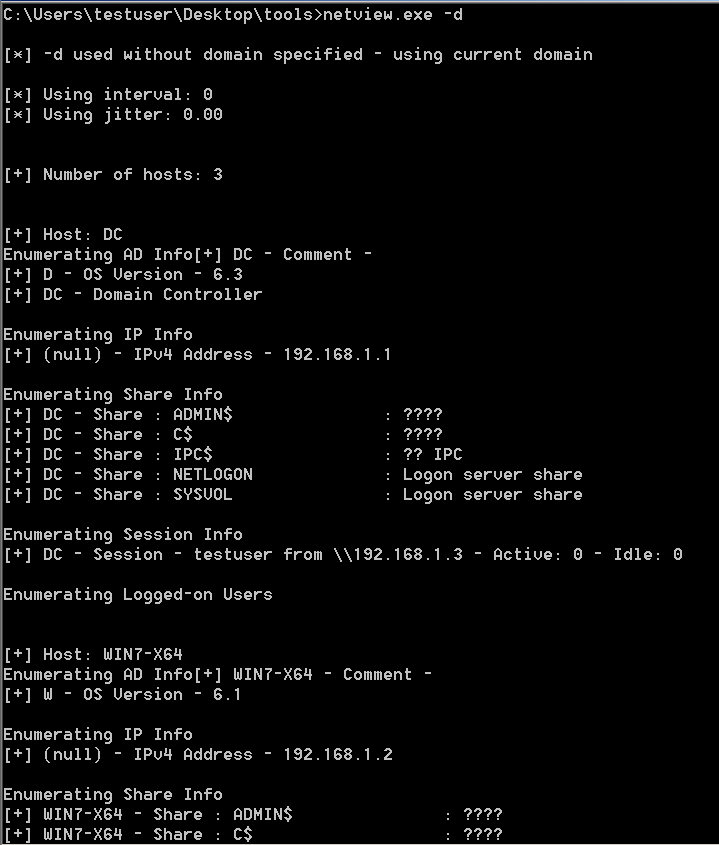 C:\Users\testuser\Desktop\tools>netview.exe -d
[*] -d used without domain specified - using current domain
[*] Using interval: 0
[*] Using jitter: 0.00
[+] Number of hosts: 3
[+] Host: DC
Enumerating AD Info[+] DC - Comment -
[+] D - OS Version - 6.3
[+] DC - Domain Controller
Enumerating IP Info
[+] (null) - IPv4 Address - 192.168.1.1
Enumerating Share Info
[+] DC - Share : ADMIN$ : ????
[+] DC - Share : C$ : ????
[+] DC - Share : IPC$ : ?? IPC
[+] DC - Share : NETLOGON : Logon server share
[+] DC - Share : SYSVOL : Logon server share
Enumerating Session Info
[+] DC - Session - testuser from \\192.168.1.3 - Active: 0 - Idle: 0
Enumerating Logged-on Users
[+] Host: WIN7-X64
Enumerating AD Info[+] WIN7-X64 - Comment -
[+] W - OS Version - 6.1
Enumerating IP Info
[+] (null) - IPv4 Address - 192.168.1.2
Enumerating Share Info
[+] WIN7-X64 - Share : ADMIN$ : ????
[+] WIN7-X64 - Share : C$ : ????